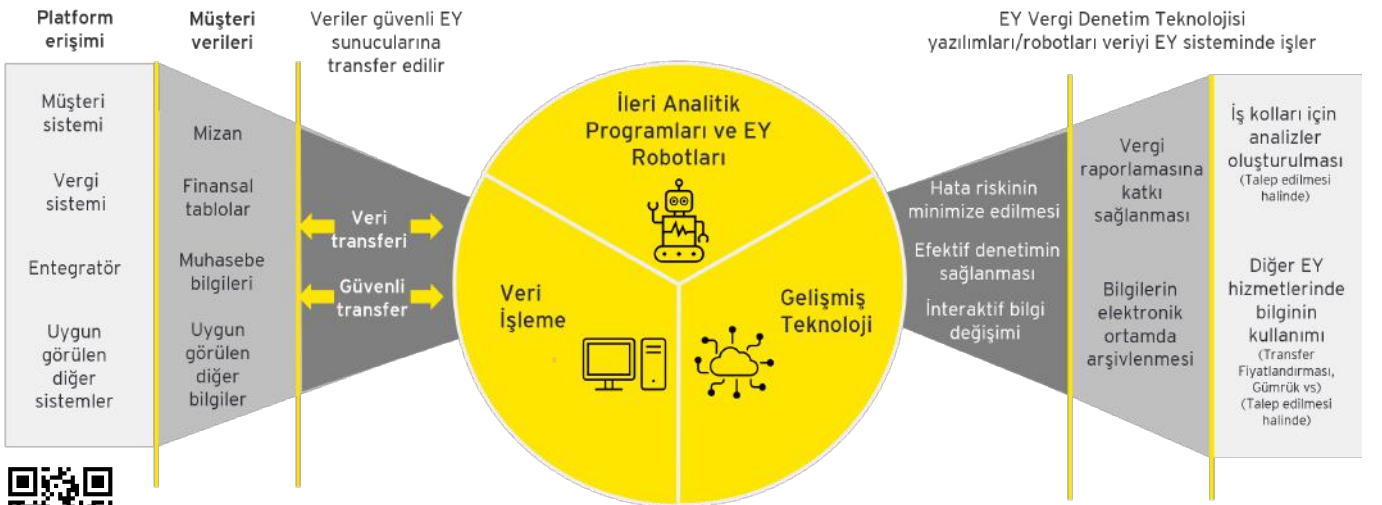 Platform
erişimi
Müşteri
sistemi
Vergi
sistemi
Entegratör
Uygun
görülen
diğer
sistemler
Müşteri
verileri
Mizan
Finansal
tablolar
Muhasebe
bilgileri
Uygun
görülen
diğer
bilgiler
Veriler güvenli EY
sunucularına
transfer edilir
Veri
transferi
Güvenli
transfer
İleri Analitik
Programları ve EY
Robotları
Veri
İşleme
Gelişmiş
Teknoloji
EY Vergi Denetim Teknolojisi
yazılımları/robotları veriyi EY sisteminde işler
Hata riskinin
minimize edilmesi
Efektif denetimin
sağlanması
İnteraktif bilgi
değişimi
Vergi
raporlamasına
katkı
sağlanması
Bilgilerin
elektronik
ortamda
arşivlenmesi
İş kolları için
analizler
oluşturulması
(Talep edilmesi
halinde)
Diğer EY
hizmetlerinde
bilginin
kullanımı
(Transfer
Fiyatlandırması,
Gümrük vs)
(Talep edilmesi
halinde)